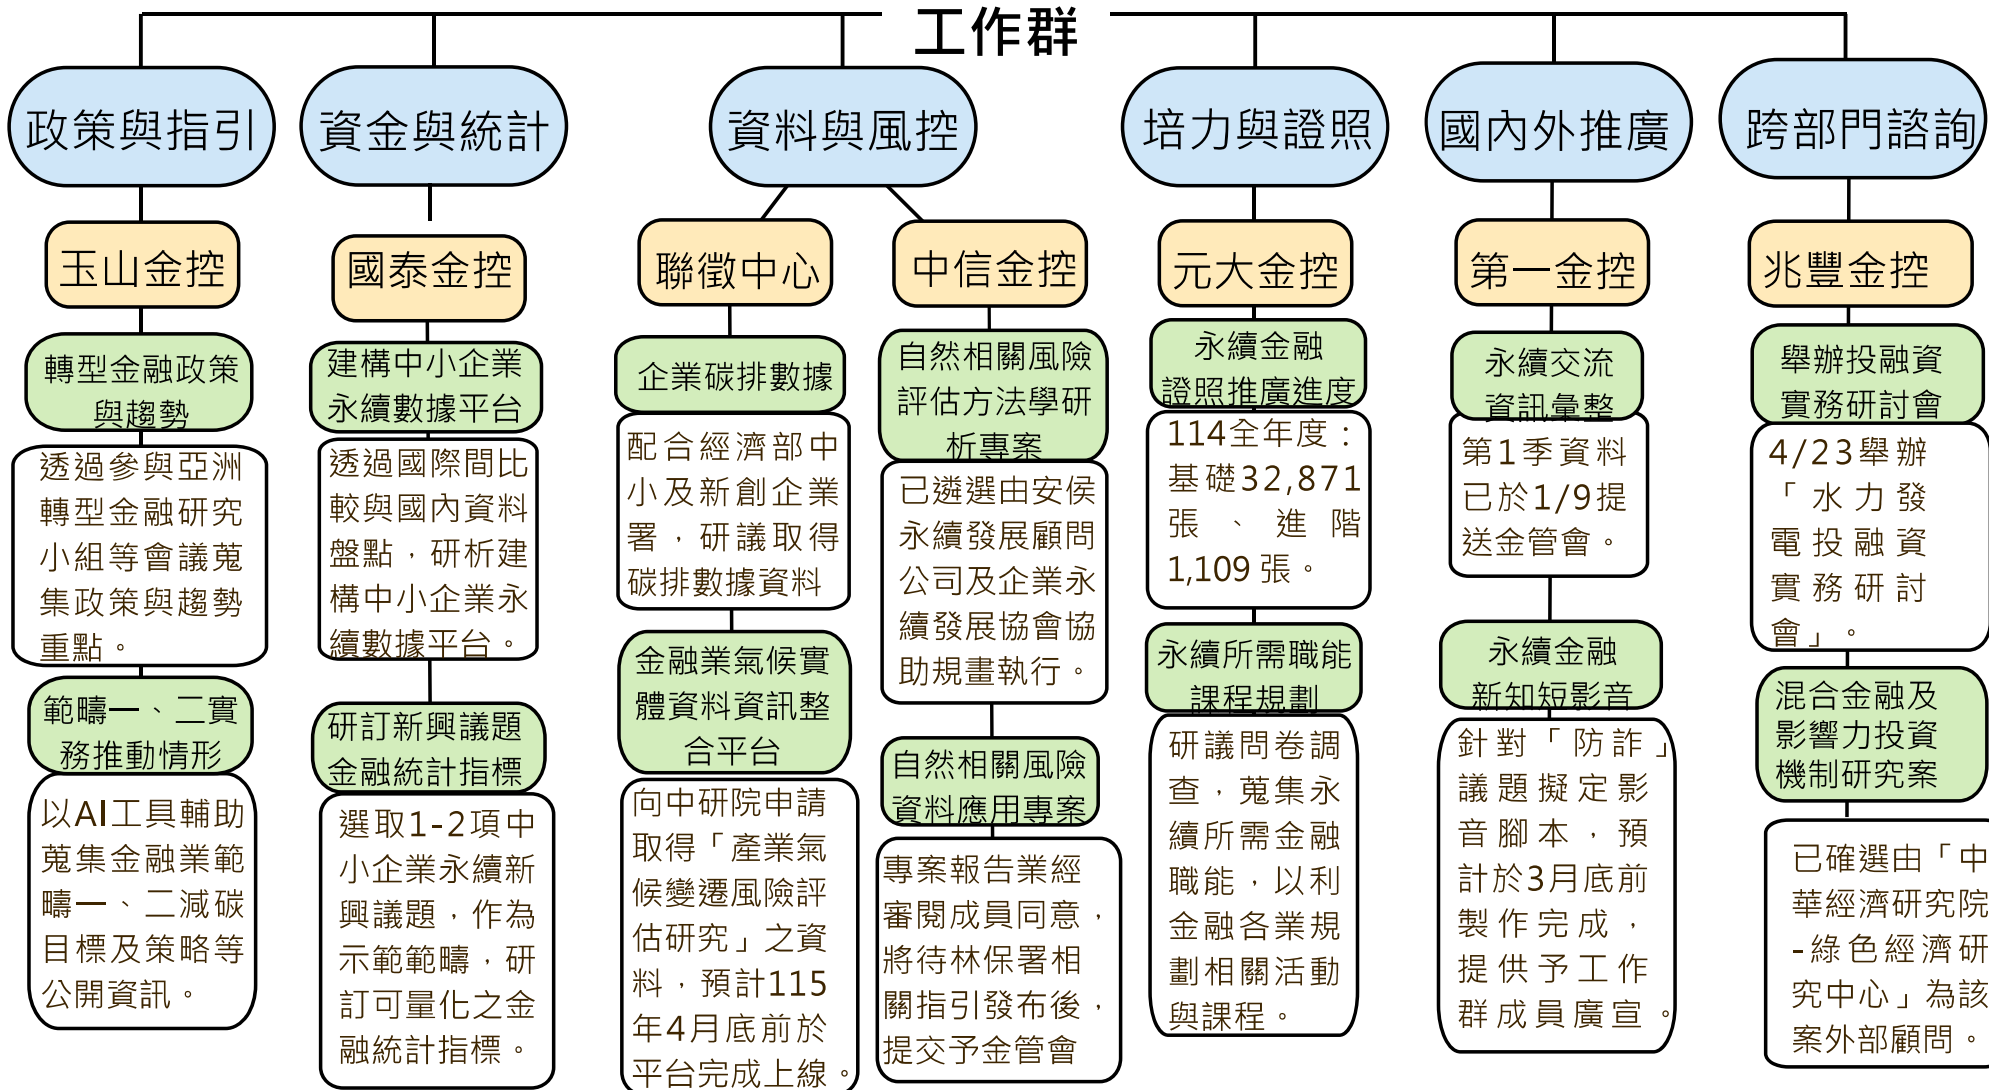 工作群
政策與指引
玉山金控
轉型金融政策
與趨勢
透過參與亞洲
轉型金融研究
小組等會議蒐
集政策與趨勢
重點。
範疇一、二實
務推動情形
以AI工具輔助
蒐集金融業範
疇一、二減碳
目標及策略等
公開資訊。
資金與統計
國泰金控
建構中小企業
永續數據平台
透過國際間比
較與國內資料
盤點，研析建
構中小企業永
續數據平台。
研訂新興議題
金融統計指標
選取1-2項中
小企業永續新
興議題，作為
示範範疇，研
訂可量化之金
融統計指標。
資料與風控
聯徵中心
企業碳排數據
配合經濟部中
小及新創企業
署，研議取得
碳排數據資料
金融業氣候實
體資料資訊整
合平台
向中研院申請
取得「產業氣
候變遷風險評
估研究」之資
料，預計115
年4月底前於
平台完成上線。
中信金控
自然相關風險
評估方法學研
析專案
已遴選由安侯
永續發展顧問
公司及企業永
續發展協會協
助規畫執行。
自然相關風險
資料應用專案
專案報告業經
審閱成員同意，
將待林保署相
關指引發布後，
提交予金管會
培力與證照
元大金控
永續金融
證照推廣進度
114全年度：
基礎32,871
張、進階
1,109 張。
永續所需職能
課程規劃
研議問卷調
查，蒐集永
續所需金融
職能，以利
金融各業規
劃相關活動
與課程。
國內外推廣
第一金控
永續交流
資訊彙整
第1季資料
已於1/9提
送金管會。
永續金融
新知短影音
針對「防詐」
議題擬定影
音腳本，預
計於3月底前
製作完成，
提供予工作
群成員廣宣。
跨部門諮詢
兆豐金控
舉辦投融資
實務研討會
4/23舉辦
「水力發
電投融資
實務研討
會」。
混合金融及
影響力投資
機制研究案
已確選由「中
華經濟研究院
-綠色經濟研
究中心」為該
案外部顧問。